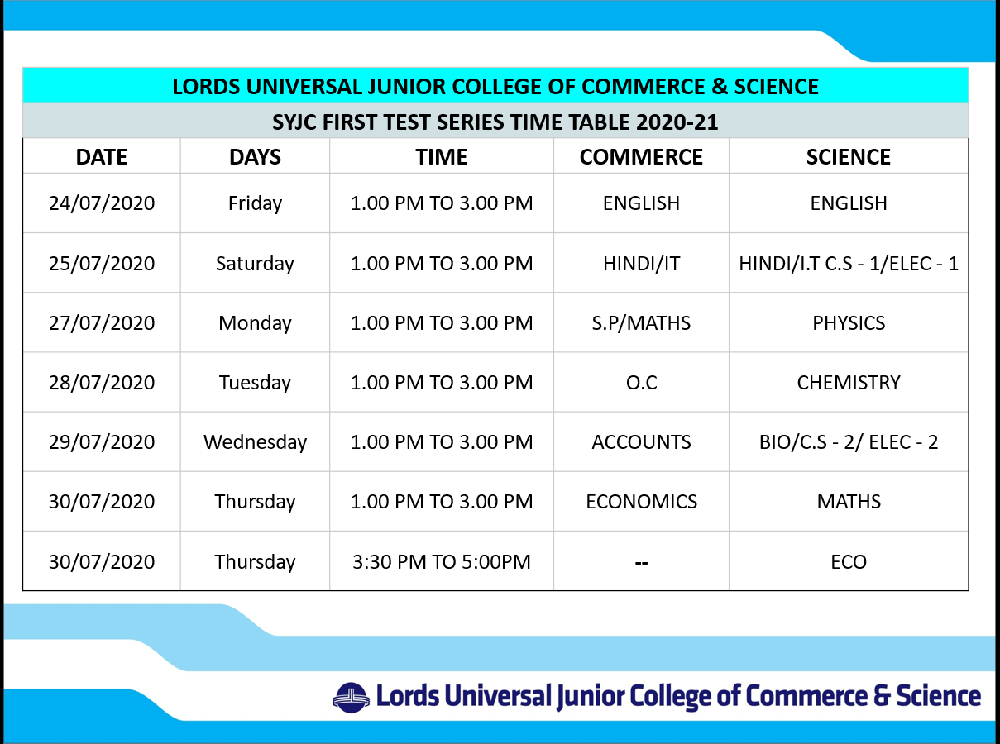 LORDS UNIVERSAL JUNIOR COLLEGE OF COMMERCE & SCIENCE
SYJC FIRST TEST SERIES TIME TABLE 2020-21
DATE DAYS TIME COMMERCE SCIENCE
24/07/2020 Friday 1.00 PM TO 3.00 PM ENGLISH ENGLISH
25/07/2020 Saturday 1.00 PM TO 3.00 PM HINDI/IT HINDI/I.T C.S - 1/ELEC - 1
27/07/2020 Monday 1.00 PM TO 3.00 PM S.P/MATHS PHYSICS
28/07/2020 Tuesday 1.00 PM TO 3.00 PM O.C CHEMISTRY
29/07/2020 Wednesday 1.00 PM TO 3.00 PM ACCOUNTS BIO/C.S - 2/ ELEC - 2
30/07/2020 Thursday 1.00 PM TO 3.00 PM ECONOMICS MATHS
30/07/2020 Thursday 3:30 PM TO 5:00PM -- ECO
Lords Universal Junior College of Commerce & Science